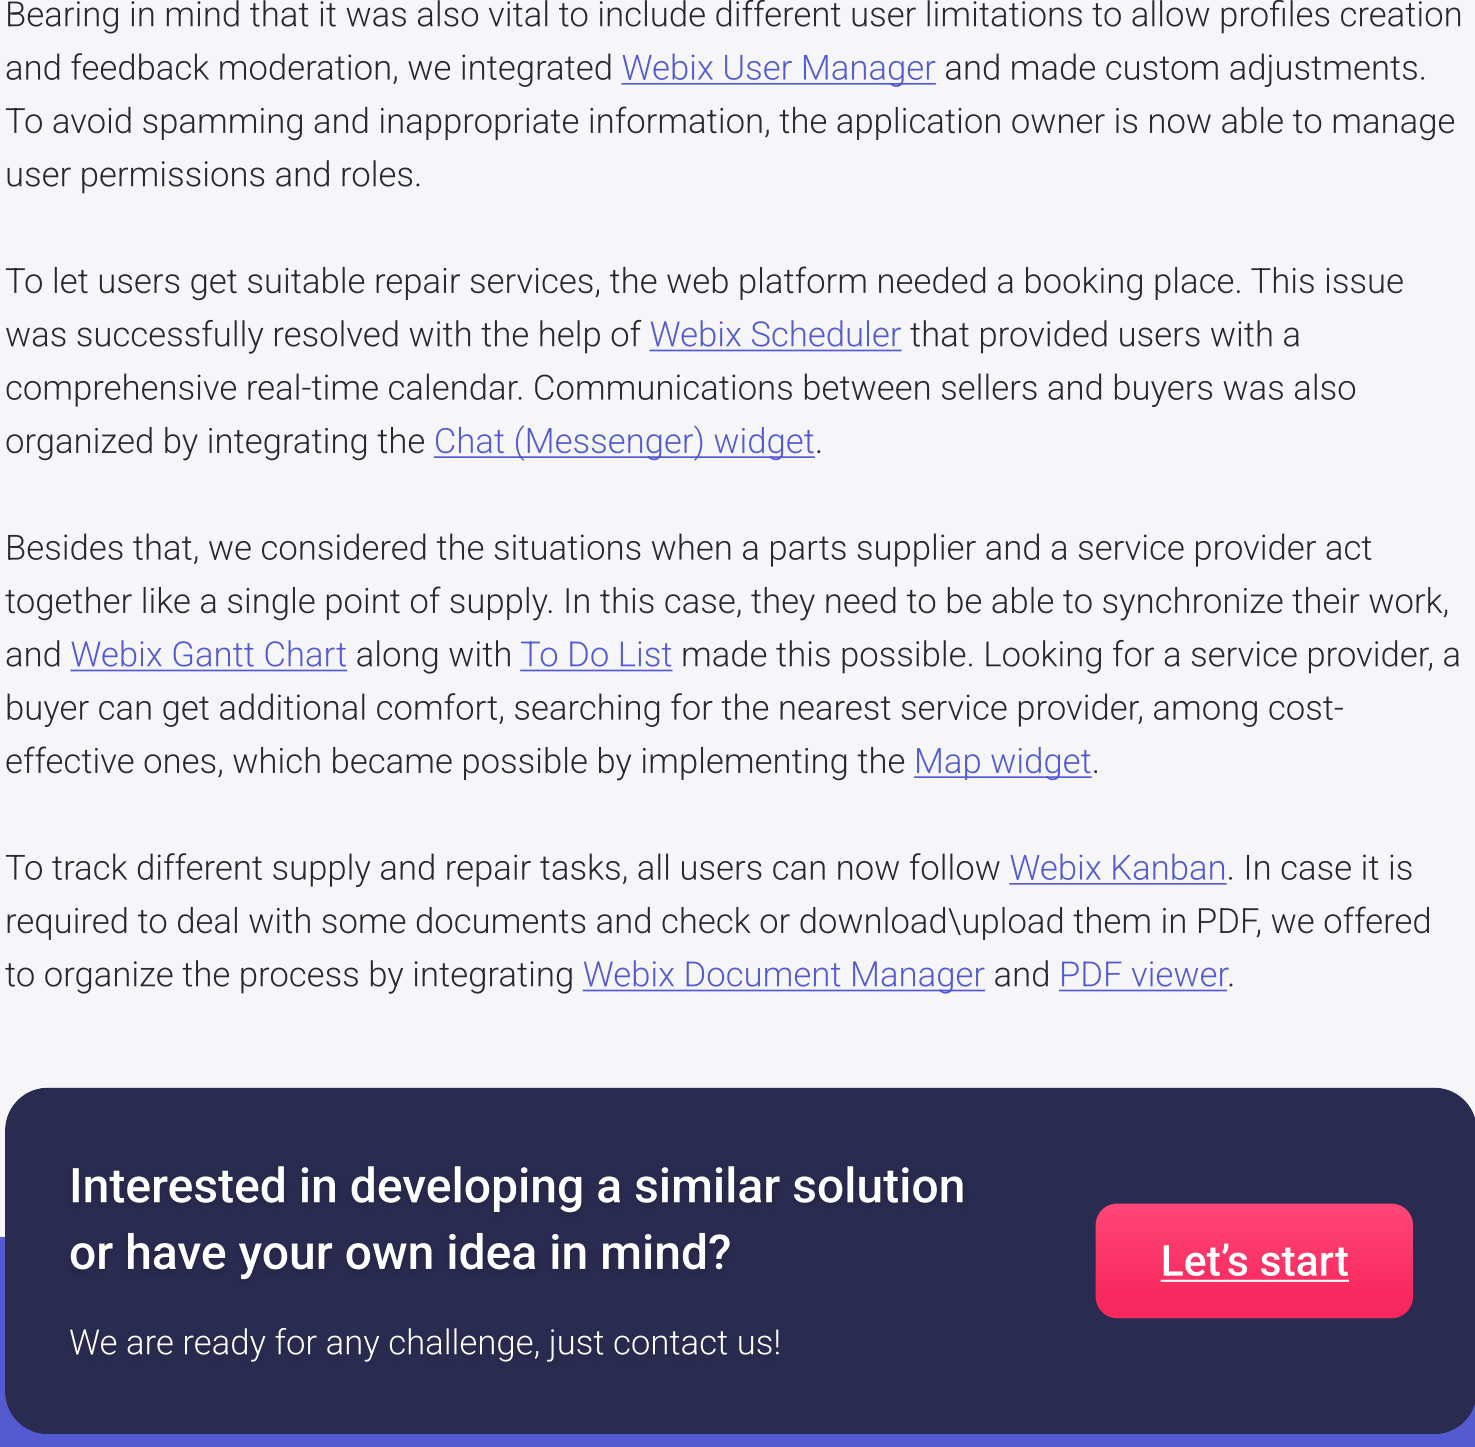 Bearing in mind that it was also vital to include different user limitations to allow profiles creation
and feedback moderation, we integrated Webix User Manager and made custom adjustments.
To avoid spamming and inappropriate information, the application owner is now able to manage
user permissions and roles.
To let users get suitable repair services, the web platform needed a booking place. This issue
was successfully resolved with the help of Webix Scheduler that provided users with a
comprehensive real-time calendar. Communications between sellers and buyers was also
organized by integrating the Chat (Messenger) widget.
Besides that, we considered the situations when a parts supplier and a service provider act
together like a single point of supply. In this case, they need to be able to synchronize their work,
and Webix Gantt Chart along with To Do List made this possible. Looking for a service provider, a
buyer can get additional comfort, searching for the nearest service provider, among cost-
effective ones, which became possible by implementing the Map widget.
To track different supply and repair tasks, all users can now follow Webix Kanban. In case it is
required to deal with some documents and check or download\upload them in PDF, we offered
to organize the process by integrating Webix Document Manager and PDF viewer.
Interested in developing a similar solution
or have your own idea in mind?
We are ready for any challenge, just contact us!
Let’s start